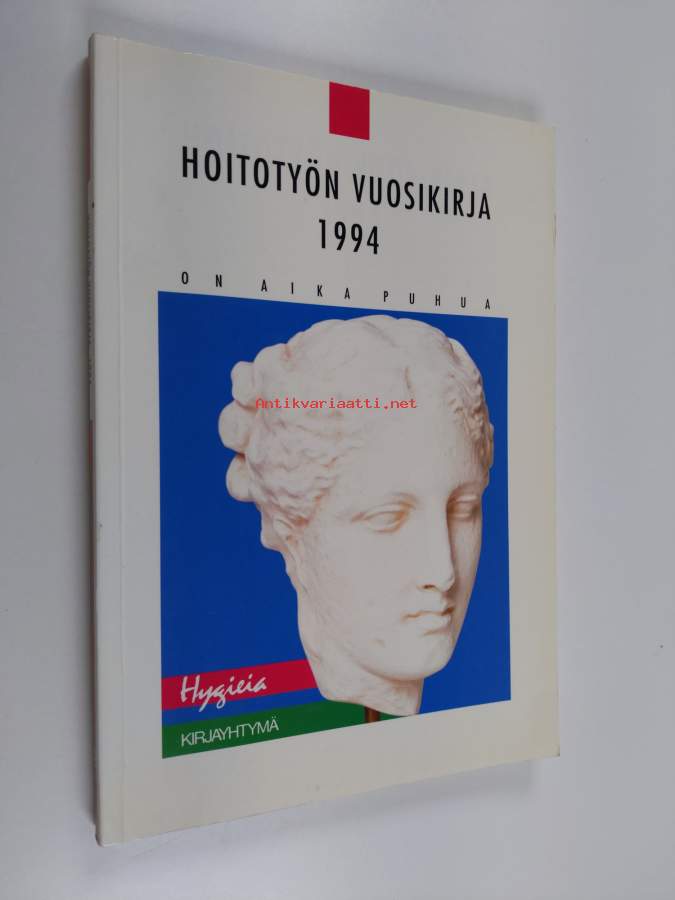 HOITOTYÖN VUOSIKIRJA
1994
ON AIKA PUHUA
Antikvariaatti.net
Hygieia
KIRJAYHTYMÄ